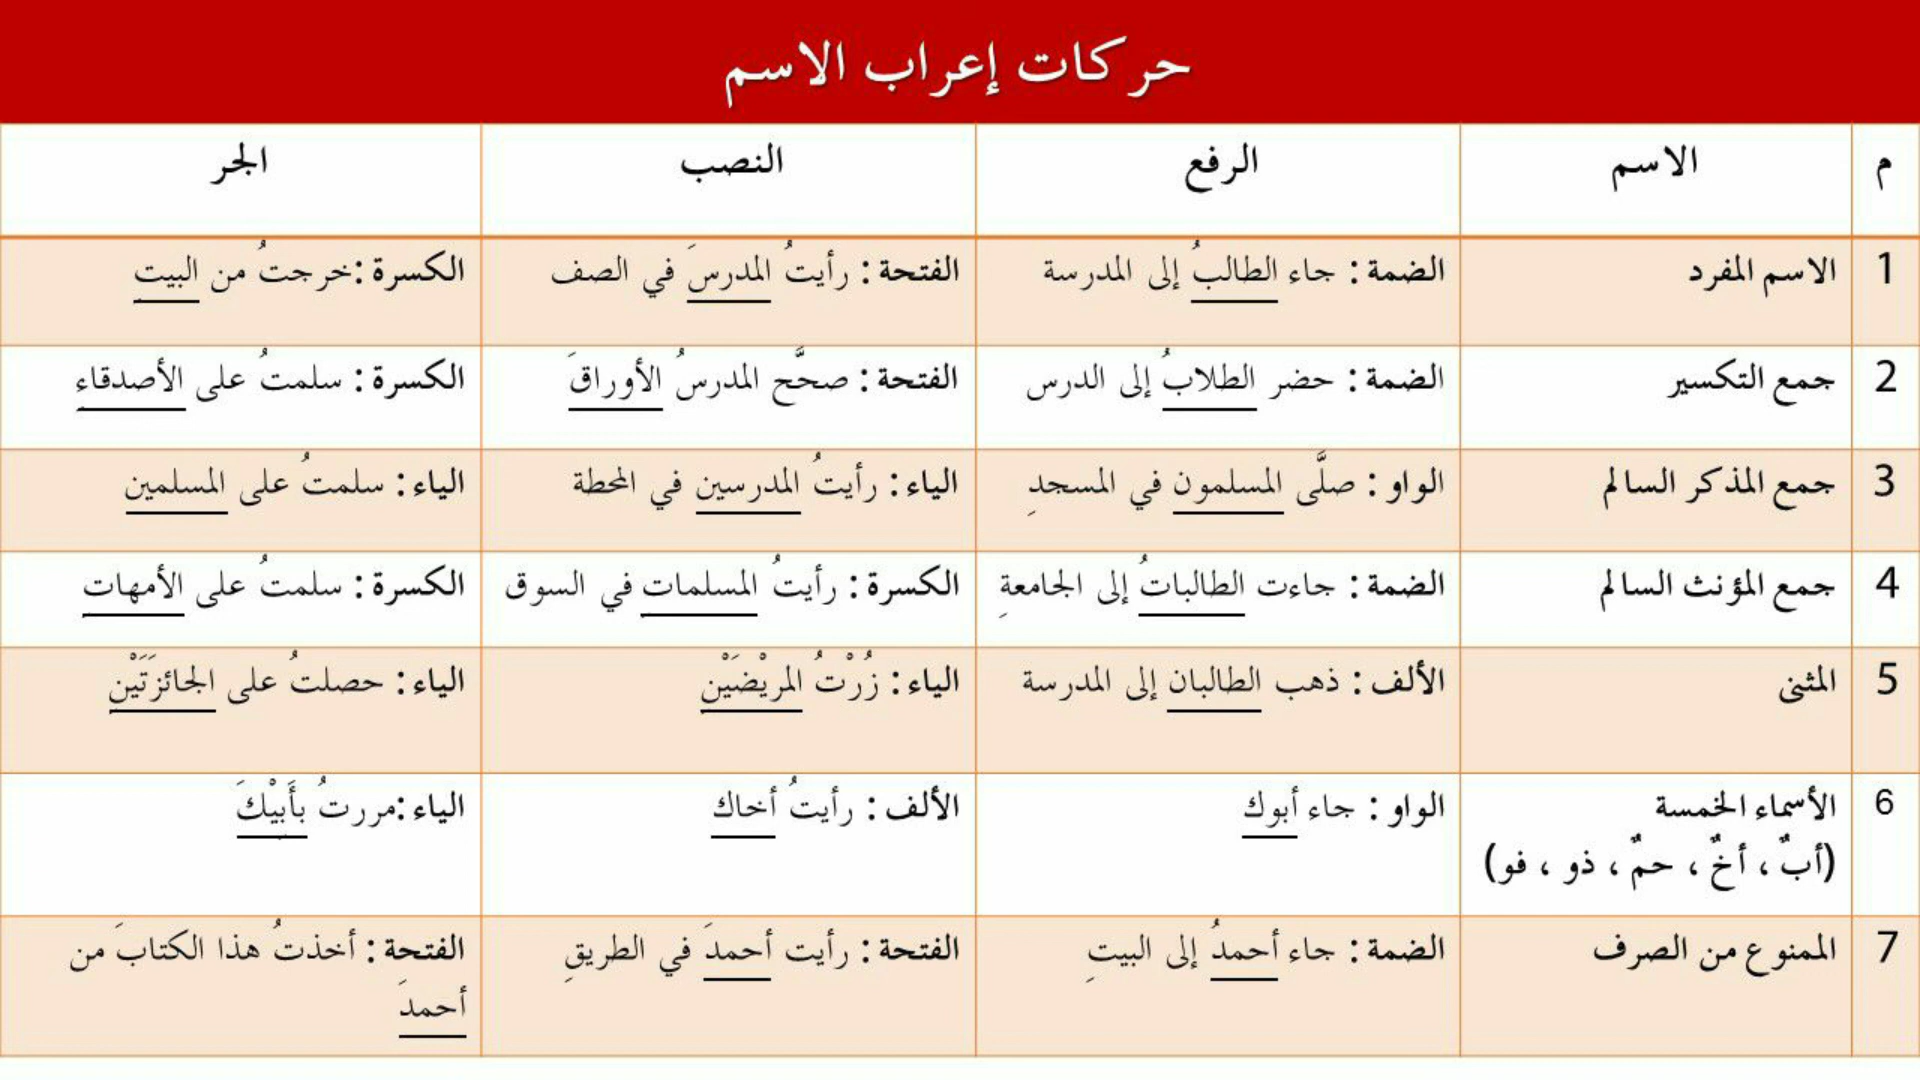 حركات إعراب الاسم
م الاسم الرفع النصب الجر
1 الاسم المفرد الضمة : جاء الطالبُ إلى المدرسة الفتحة : رأيتُ المدرسَ في الصف الكسرة :خرجتُ من البيتِ
2 جمع التكسير الضمة : حضر الطلابُ إلى الدرس الفتحة : صحَّح المدرسُ الأوراقَ الكسرة : سلمتُ على الأصدقاءِ
3 جمع المذكر السالم الواو : صلَّى المسلمون في المسجدِ الياء : رأيتُ المدرسين في المحطة الياء : سلمتُ على المسلمين
4 جمع المؤنث السالم الضمة : جاءت الطالباتُ إلى الجامعةِ الكسرة : رأيتُ المسلماتِ في السوق الكسرة : سلمتُ على الأمهاتِ
5 المثنى الألف : ذهب الطالبان إلى المدرسة الياء : زُرْتُ المريْضَيْنِ الياء : حصلتُ على الجائزَتَيْنِ
6 الأسماء الخمسة الواو : جاء أبوك الألف : رأيتُ أخاك الياء :مررتُ بأَبِيْكَ
(أبٌ ، أخٌ ، حمٌ ، ذو ، فو)
7 الممنوع من الصرف الضمة : جاء أحمدُ إلى البيتِ الفتحة : رأيت أحمدَ في الطريقِ الفتحة : أخذتُ هذا الكتابَ من
أحمدَ